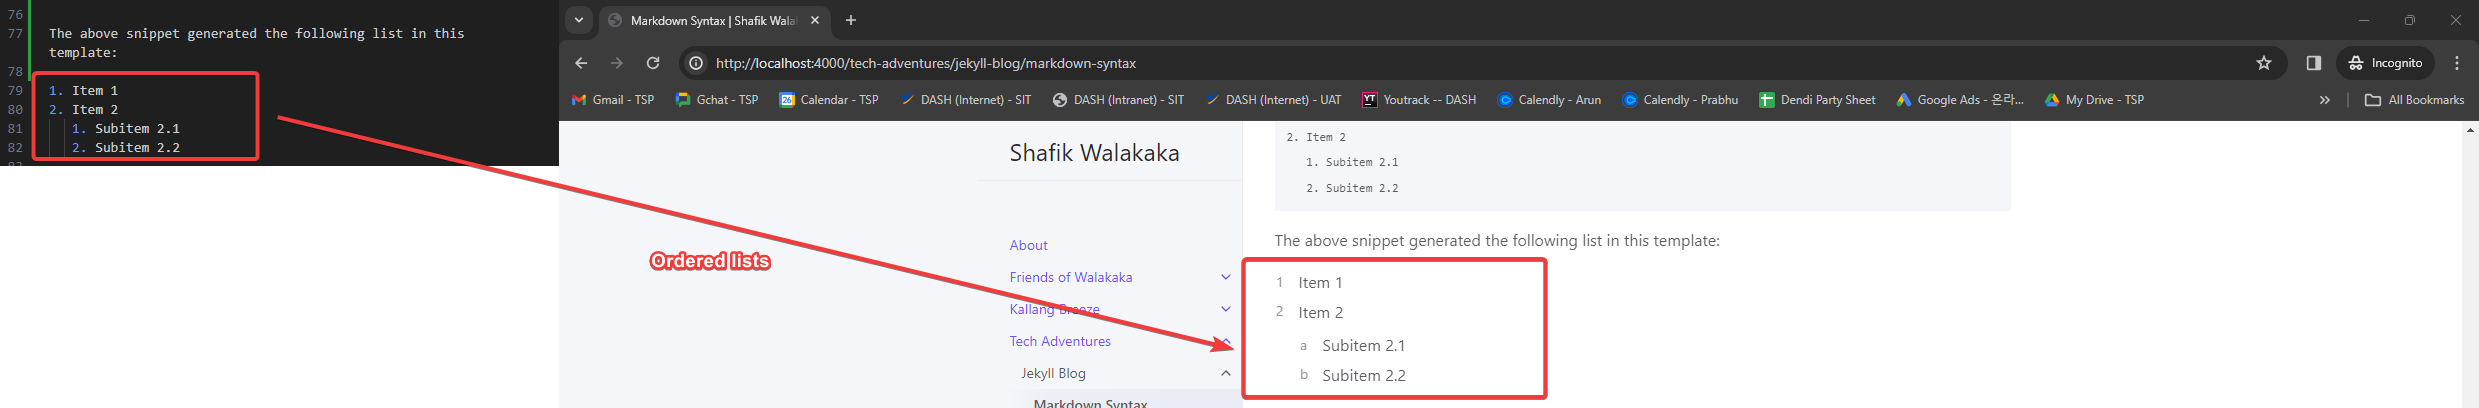 76
77 The above snippet generated the following list in this
template:
78
79 1. Item 1
80 2. Item 2
81 1. Subitem 2.1
82 2. Subitem 2.2
Markdown Syntax | Shafik Wala
http://localhost:4000/tech-adventures/jekyll-blog/markdown-syntax
Incognito
Gmail - TSP
Gchat - TSP
26
Calendar - TSP
DASH (Internet) - SIT
DASH (Intranet) - SIT
DASH (Internet) - UAT
YT
Youtrack -- DASH
Calendly - Arun
Calendly - Prabhu
Dendi Party Sheet
Google Ads - 온라...
My Drive - TSP
»
All Bookmarks
Shafik Walakaka
About
Friends of Walakaka
Kallang Breeze
Tech Adventures
Jekyll Blog
Markdown Syntax
Ordered lists
2. Item 2
1. Subitem 2.1
2. Subitem 2.2
The above snippet generated the following list in this template:
1 Item 1
2 Item 2
a Subitem 2.1
b Subitem 2.2